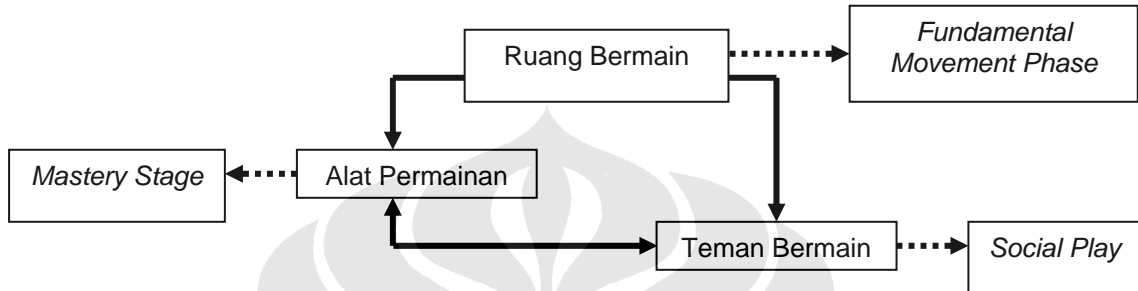 Ruang Bermain
Fundamental
Movement Phase
Mastery Stage
Alat Permainan
Teman Bermain
Social Play